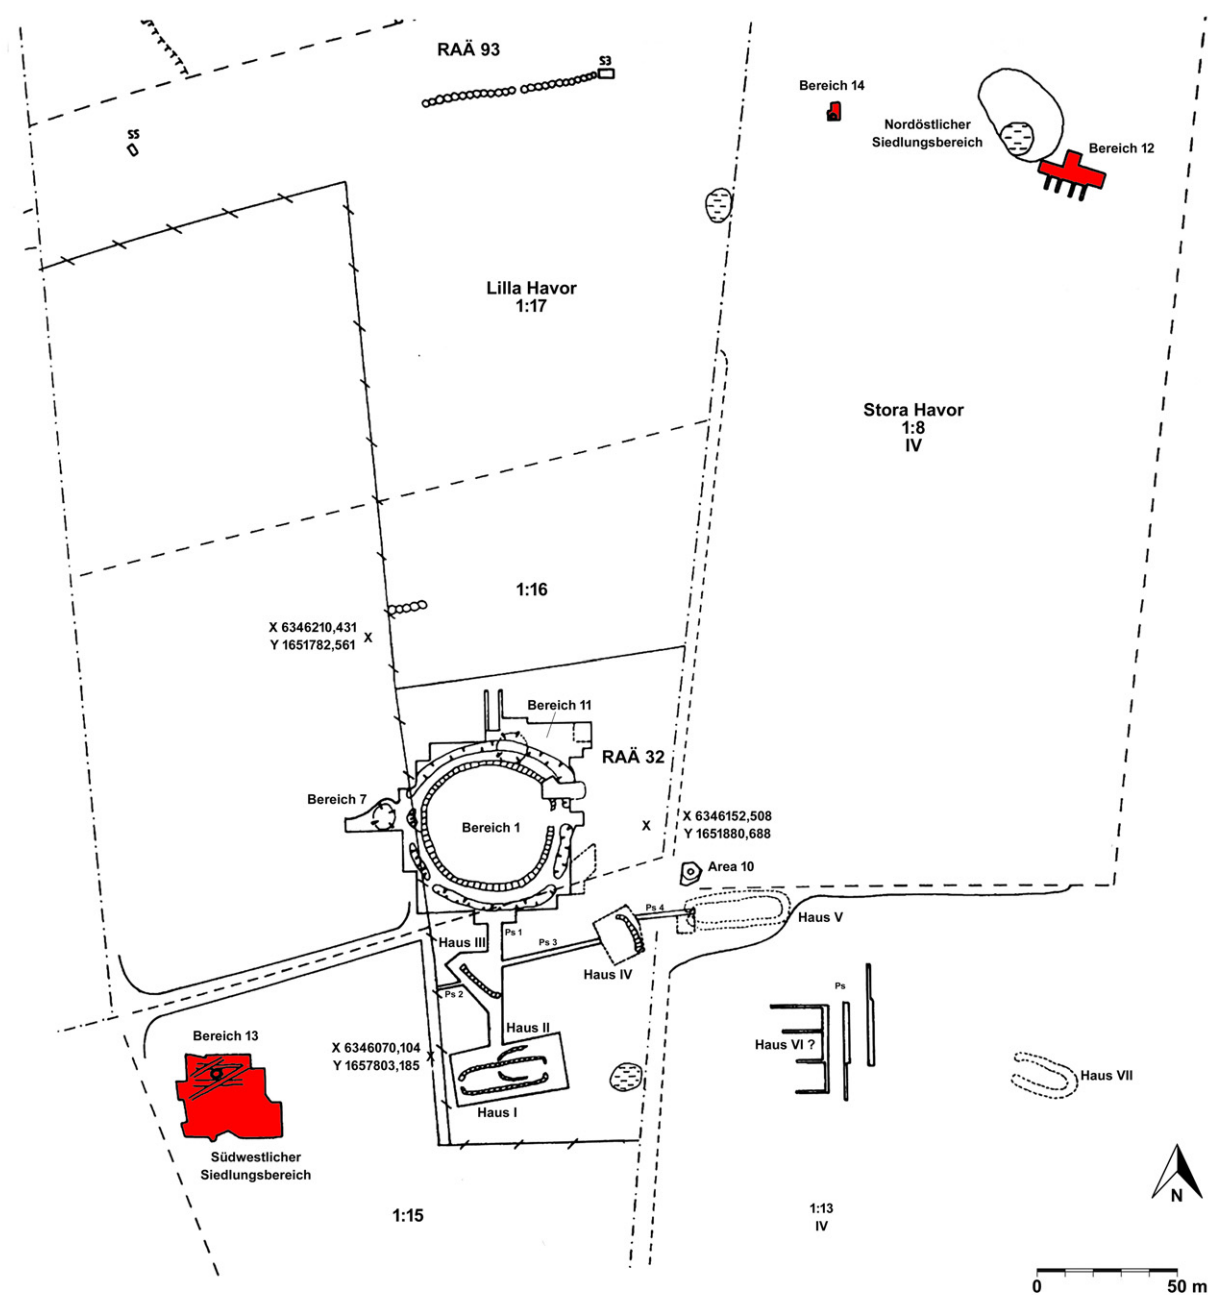 RAÄ 93
S3
Bereich 14
Nordöstlicher
Siedlungsbereich
Bereich 12
S5
Lilla Havor
1:17
Stora Havor
1:8
IV
1:16
X 6346210,431
Y 1651782,561
X
Bereich 11
RAÄ 32
Bereich 7
Bereich 1
X
X 6346152,508
Y 1651880,688
Area 10
Ps 4
Haus V
Haus III
Ps 1
Ps 3
Haus IV
Ps 2
Ps
Bereich 13
Haus II
X 6346070,104
Y 1657803,185
X
Haus VI ?
Haus VII
Haus I
Südwestlicher
Siedlungsbereich
1:15
1:13
IV
N
0
50 m